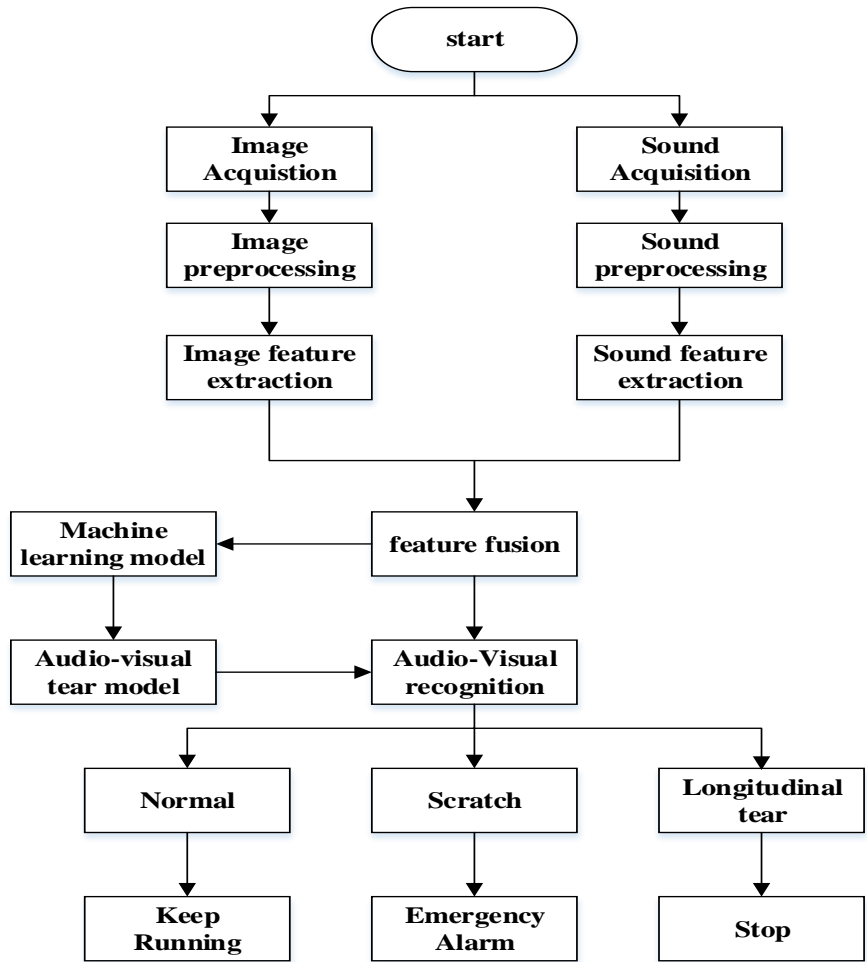 start
Image
Acquistion
Sound
Acquisition
Image
preprocessing
Sound
preprocessing
Image feature
extraction
Sound feature
extraction
Machine
learning model
feature fusion
Audio-visual
tear model
Audio-Visual
recognition
Normal
Scratch
Longitudinal
tear
Keep
Running
Emergency
Alarm
Stop